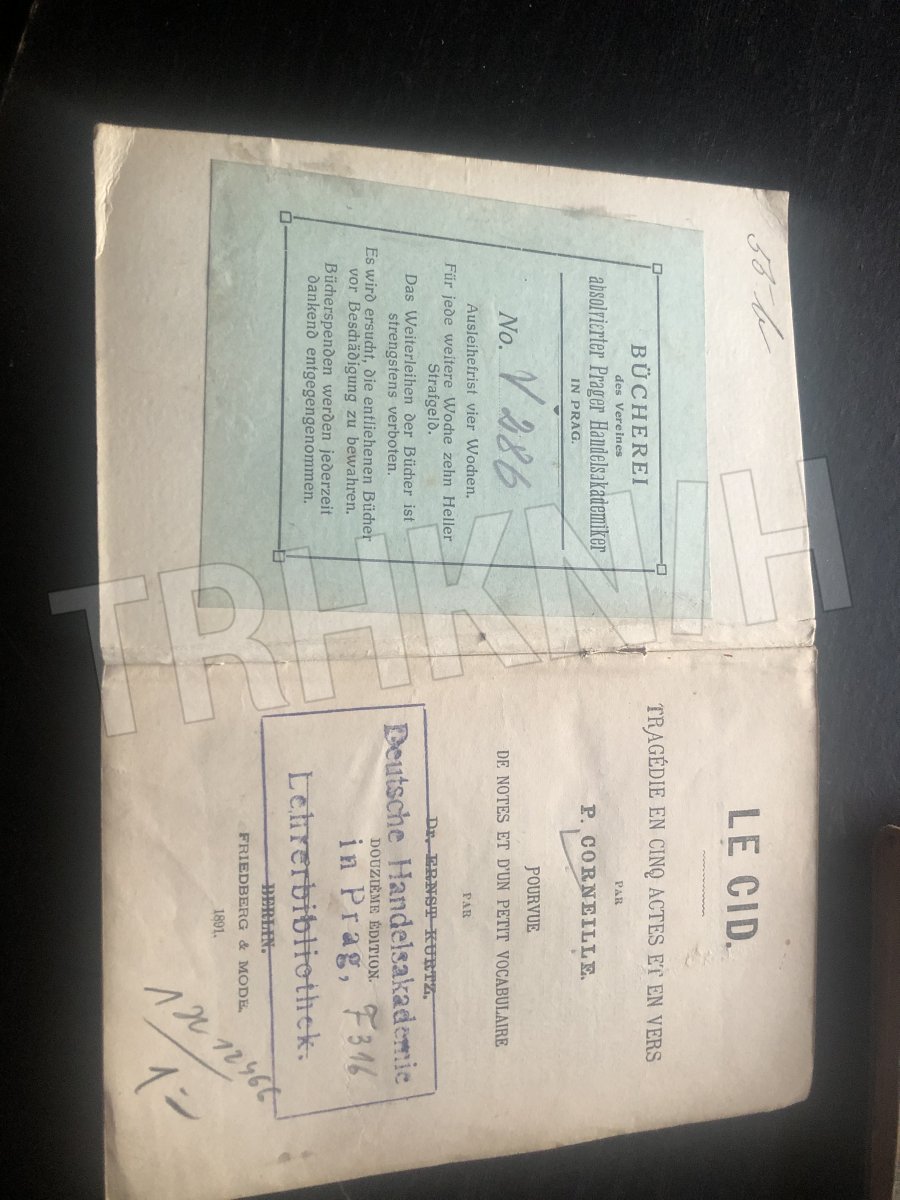 BÜCHEREI
des Vereines
absolvierter Prager Handelsakademiker
IN PRAG.
No. V 286
Ausleihefrist vier Wochen.
Für jede weitere Woche zehn Heller
Strafgeld.
Das Weiterleihen der Bücher ist
strengstens verboten.
Es wird ersucht, die entliehenen Bücher
vor Beschädigung zu bewahren.
Bücherspenden werden jederzeit
dankend entgegengenommen.
LE CID.
TRAGÉDIE EN CINQ ACTES ET EN VERS
PAR
P. CORNEILLE.
POURVUE
DE NOTES ET D'UN PETIT VOCABULAIRE
PAR
Dr. ERNST KURTZ.
Deutsche Handelsakademie
DOUZIÈME ÉDITION.
in Prag, F 316
Lehrerbibliothek.
BERLIN.
FRIEDBERG & MODE.
1891.
12466
TRHKNIH